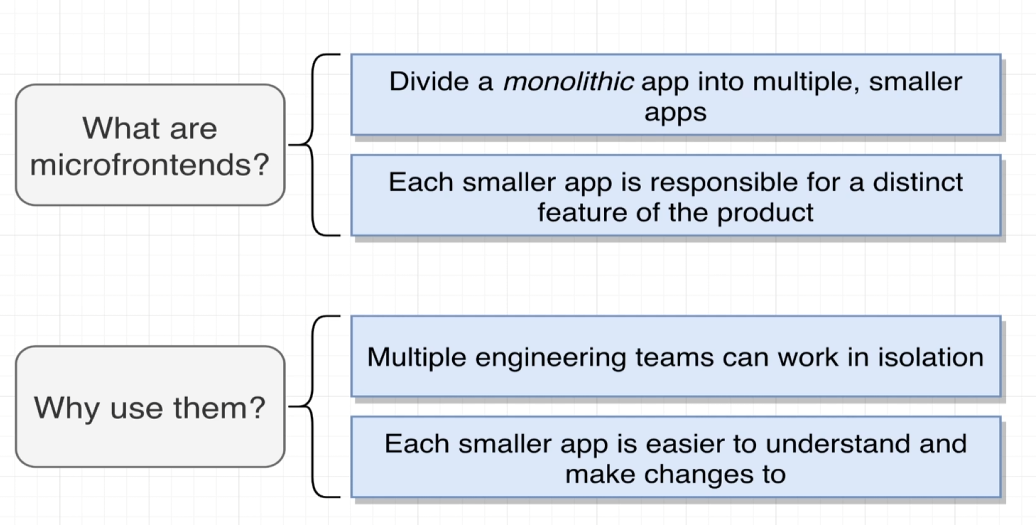 What are
microfrontends?
Divide a monolithic app into multiple, smaller
apps
Each smaller app is responsible for a distinct
feature of the product
Why use them?
Multiple engineering teams can work in isolation
Each smaller app is easier to understand and
make changes to